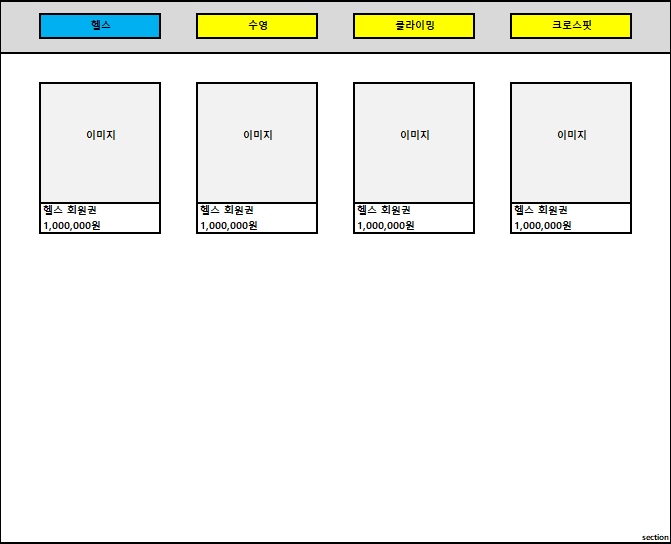 헬스
수영
클라이밍
크로스핏
이미지
이미지
이미지
이미지
헬스 회원권
1,000,000원
헬스 회원권
1,000,000원
헬스 회원권
1,000,000원
헬스 회원권
1,000,000원
section